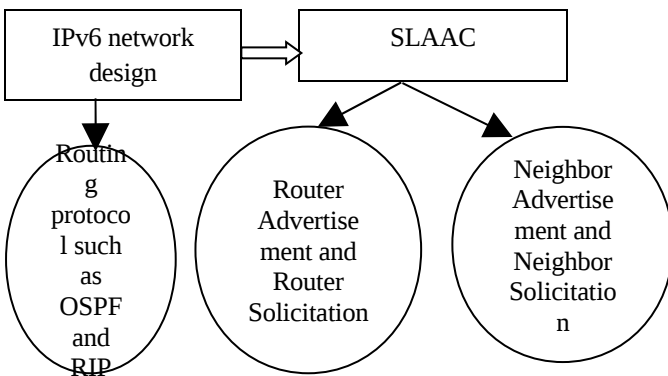 IPv6 network
design
SLAAC
Routin
g
protoco
l such
as
OSPF
and
RIP
Router
Advertise
ment and
Router
Solicitation
Neighbor
Advertise
ment and
Neighbor
Solicitatio
n